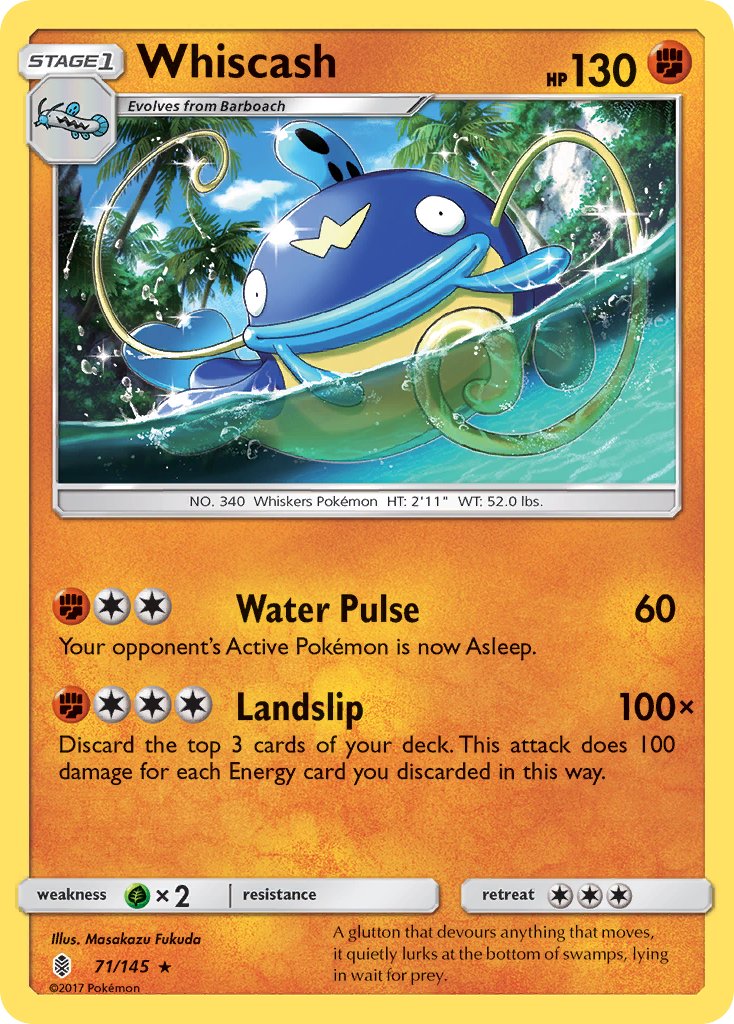 STAGE1
Whiscash
HP 130
Evolves from Barboach
NO. 340 Whiskers Pokémon HT: 2'11" WT: 52.0 lbs.
Water Pulse 60
Your opponent's Active Pokémon is now Asleep.
Landslip 100×
Discard the top 3 cards of your deck. This attack does 100
damage for each Energy card you discarded in this way.
weakness × 2 resistance retreat
Illus. Masakazu Fukuda
71/145 ★
©2017 Pokémon
A glutton that devours anything that moves,
it quietly lurks at the bottom of swamps, lying
in wait for prey.